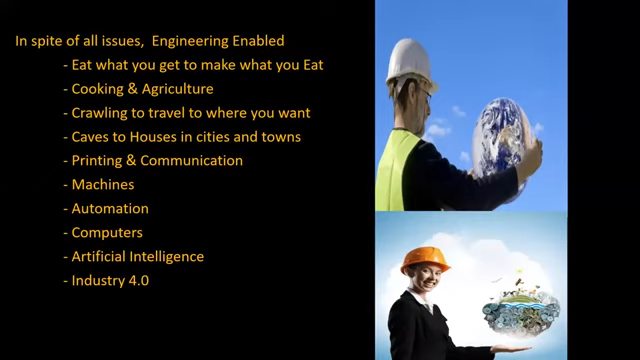 In spite of all issues,  Engineering Enabled
- Eat what you get to make what you Eat
- Cooking & Agriculture
- Crawling to travel to where you want
- Caves to Houses in cities and towns
- Printing & Communication
- Machines
- Automation
- Computers
- Artificial Intelligence
- Industry 4.0